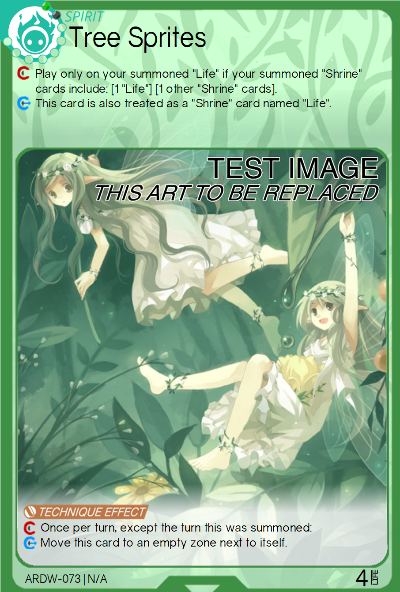 SPIRIT
Tree Sprites
Play only on your summoned "Life" if your summoned "Shrine"
cards include: [1 "Life"] [1 other "Shrine" cards].
This card is also treated as a "Shrine" card named "Life".
TEST IMAGE
THIS ART TO BE REPLACED
TECHNIQUE EFFECT
Once per turn, except the turn this was summoned:
Move this card to an empty zone next to itself.
ARDW-073|N/A
4 LIFE